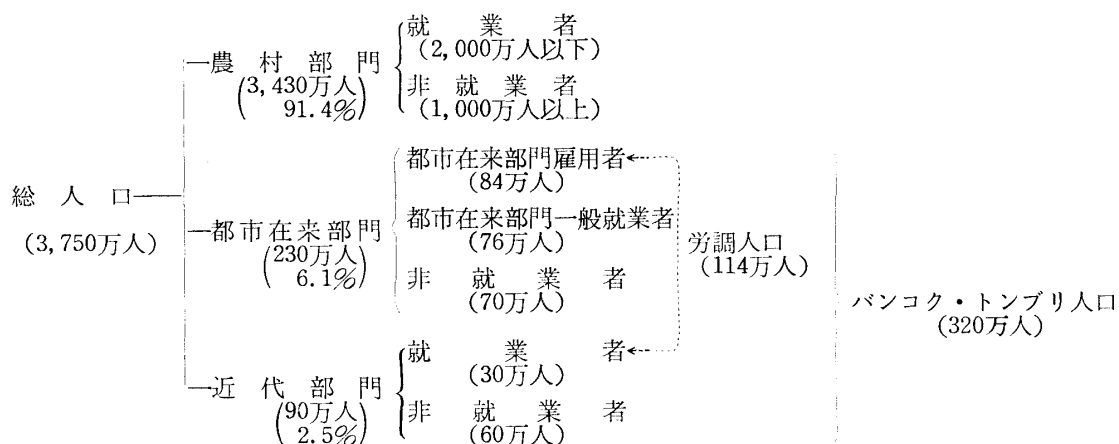 総人口
(3,750万人)
農村部門
(3,430万人
91.4%)
就業者
(2,000万人以下)
非就業者
(1,000万人以上)
都市在来部門
(230万人
6.1%)
都市在来部門雇用者
(84万人)
都市在来部門一般就業者
(76万人)
非就業者
(70万人)
近代部門
(90万人
2.5%)
就業者
(30万人)
非就業者
(60万人)
労調人口
(114万人)
バンコク・トンブリ人口
(320万人)